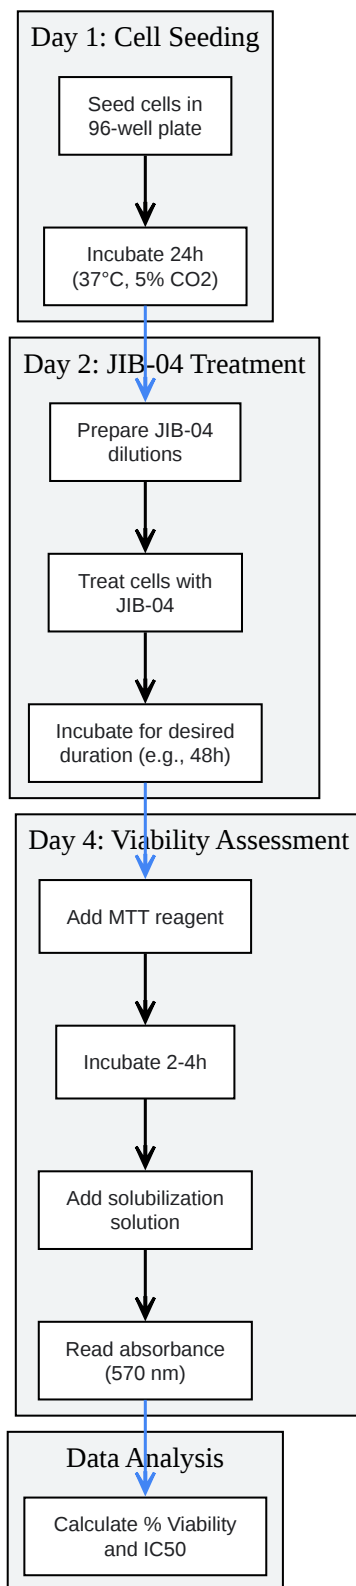 Day 1: Cell Seeding
Seed cells in
96-well plate
Incubate 24h
(37°C, 5% CO2)
Day 2: JIB-04 Treatment
Prepare JIB-04
dilutions
Treat cells with
JIB-04
Incubate for desired
duration (e.g., 48h)
Day 4: Viability Assessment
Add MTT reagent
Incubate 2-4h
Add solubilization
solution
Read absorbance
(570 nm)
Data Analysis
Calculate % Viability
and IC50